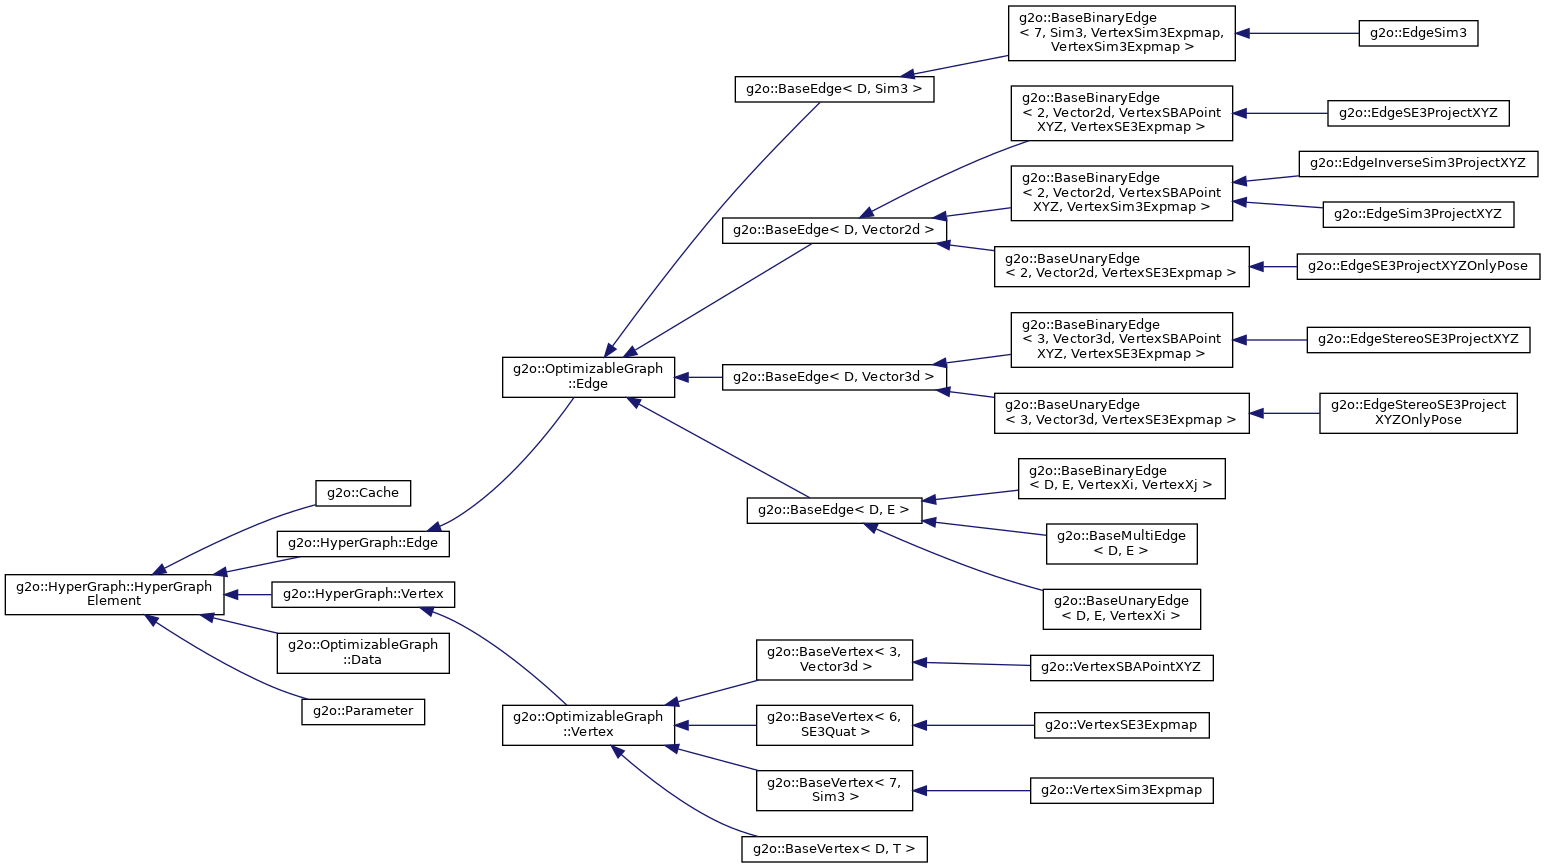 g2o::BaseBinaryEdge
< 7, Sim3, VertexSim3Expmap,
VertexSim3Expmap >
g2o::EdgeSim3
g2o::BaseEdge< D, Sim3 >
g2o::BaseBinaryEdge
< 2, Vector2d, VertexSBAPoint
XYZ, VertexSE3Expmap >
g2o::EdgeSE3ProjectXYZ
g2o::BaseBinaryEdge
< 2, Vector2d, VertexSBAPoint
XYZ, VertexSim3Expmap >
g2o::EdgeInverseSim3ProjectXYZ
g2o::EdgeSim3ProjectXYZ
g2o::BaseEdge< D, Vector2d >
g2o::BaseUnaryEdge
< 2, Vector2d, VertexSE3Expmap >
g2o::EdgeSE3ProjectXYZOnlyPose
g2o::BaseBinaryEdge
< 3, Vector3d, VertexSBAPoint
XYZ, VertexSE3Expmap >
g2o::EdgeStereoSE3ProjectXYZ
g2o::OptimizableGraph
::Edge
g2o::BaseEdge< D, Vector3d >
g2o::BaseUnaryEdge
< 3, Vector3d, VertexSE3Expmap >
g2o::EdgeStereoSE3Project
XYZOnlyPose
g2o::BaseBinaryEdge
< D, E, VertexXi, VertexXj >
g2o::Cache
g2o::BaseEdge< D, E >
g2o::HyperGraph::Edge
g2o::BaseMultiEdge
< D, E >
g2o::HyperGraph::HyperGraph
Element
g2o::HyperGraph::Vertex
g2o::BaseUnaryEdge
< D, E, VertexXi >
g2o::OptimizableGraph
::Data
g2o::BaseVertex< 3,
Vector3d >
g2o::VertexSBAPointXYZ
g2o::Parameter
g2o::OptimizableGraph
::Vertex
g2o::BaseVertex< 6,
SE3Quat >
g2o::VertexSE3Expmap
g2o::BaseVertex< 7,
Sim3 >
g2o::VertexSim3Expmap
g2o::BaseVertex< D, T >